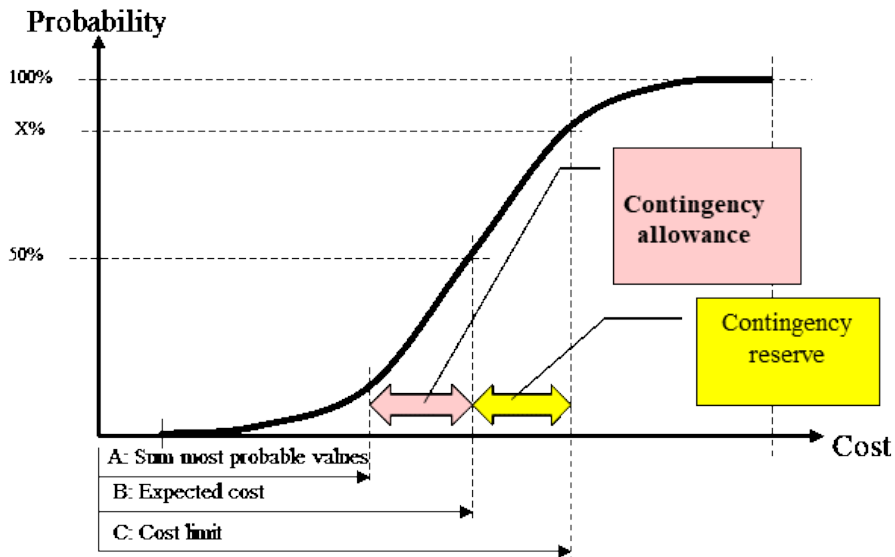 Probability
100%
X%
50%
Contingency
allowance
Contingency
reserve
Cost
A: Sum most probable values
B: Expected cost
C: Cost limit